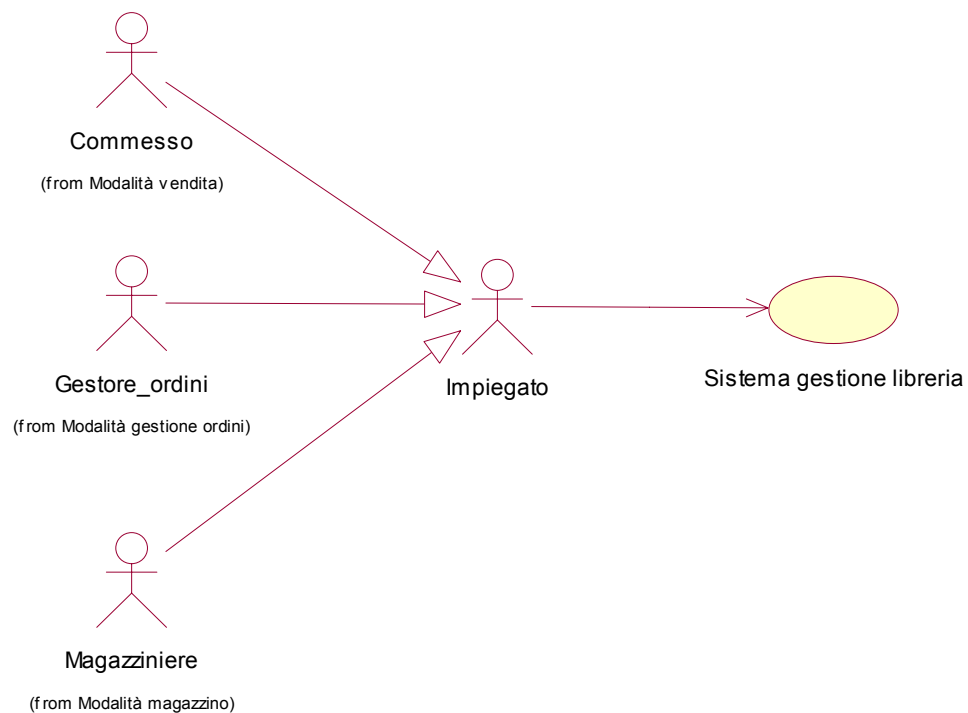 Commesso
(from Modalità vendita)
Gestore_ordini
(from Modalità gestione ordini)
Impiegato
Sistema gestione libreria
Magazziniere
(from Modalità magazzino)